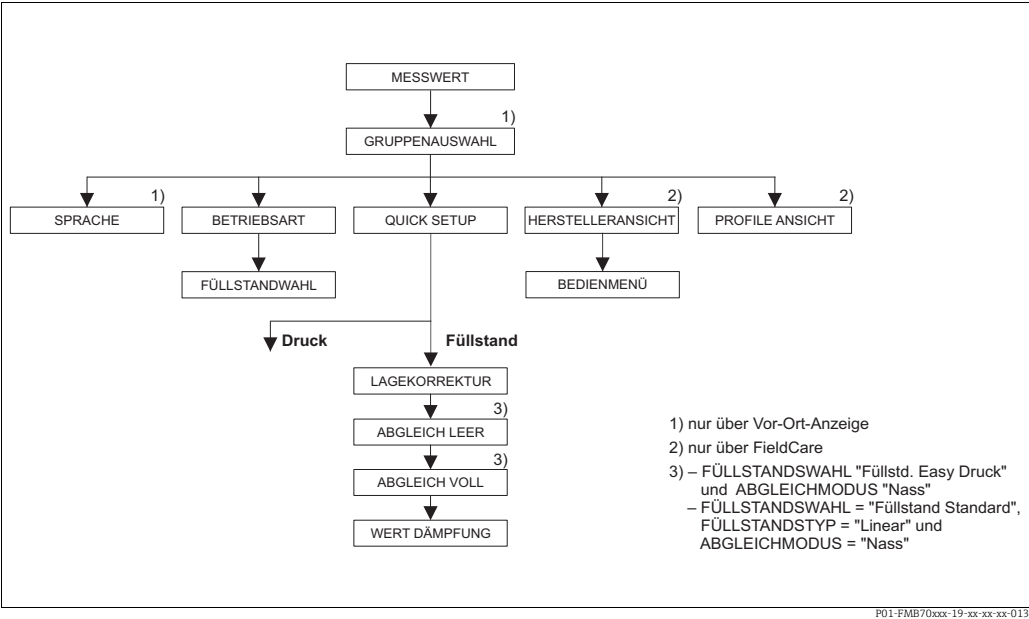 MESSWERT
1)
GRUPPENAUSWAHL
1)
2)
2)
SPRACHE
BETRIEBSART
QUICK SETUP
HERSTELLERANSICHT
PROFILE ANSICHT
FÜLLSTANDWAHL
BEDIENMENÜ
Druck
Füllstand
LAGEKORREKTUR
3)
ABGLEICH LEER
3)
ABGLEICH VOLL
WERT DÄMPFUNG
1) nur über Vor-Ort-Anzeige
2) nur über FieldCare
3) – FÜLLSTANDSWAHL "Füllstd. Easy Druck"
und ABGLEICHMODUS "Nass"
– FÜLLSTANDSWAHL = "Füllstand Standard",
FÜLLSTANDSTYP = "Linear" und
ABGLEICHMODUS = "Nass"
P01-FMB70xxx-19-xx-xx-xx-013